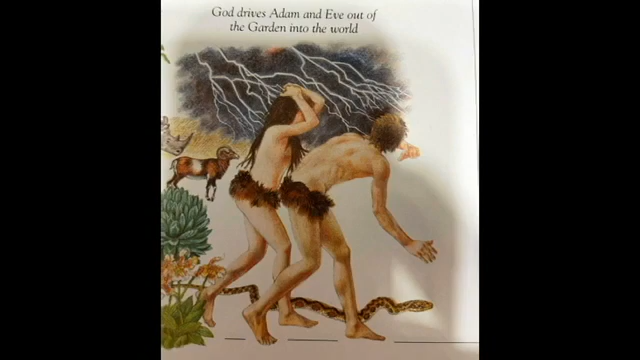 God drives Adam and Eve out of
the Garden into the world